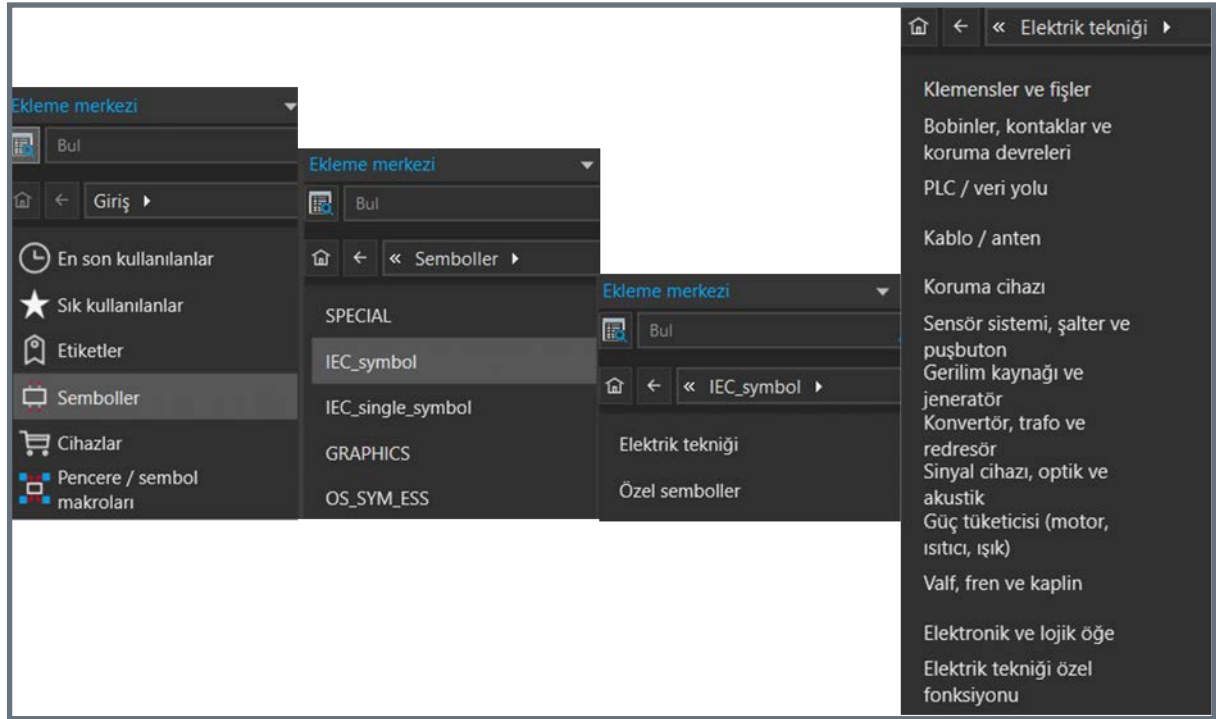 Ekleme merkezi
Bul
Giriş
En son kullanılanlar
Sık kullanılanlar
Etiketler
Semboller
Cihazlar
Pencere / sembol
makroları
Ekleme merkezi
Bul
« Semboller
SPECIAL
IEC_symbol
IEC_single_symbol
GRAPHICS
OS_SYM_ESS
Ekleme merkezi
Bul
« IEC_symbol
Elektrik tekniği
Özel semboller
« Elektrik tekniği
Klemensler ve fişler
Bobinler, kontaklar ve
koruma devreleri
PLC / veri yolu
Kablo / anten
Koruma cihazı
Sensör sistemi, şalter ve
puşbuton
Gerilim kaynağı ve
jeneratör
Konvertör, trafo ve
redresör
Sinyal cihazı, optik ve
akustik
Güç tüketicisi (motor,
ısıtıcı, ışık)
Valf, fren ve kaplin
Elektronik ve lojik öğe
Elektrik tekniği özel
fonksiyonu